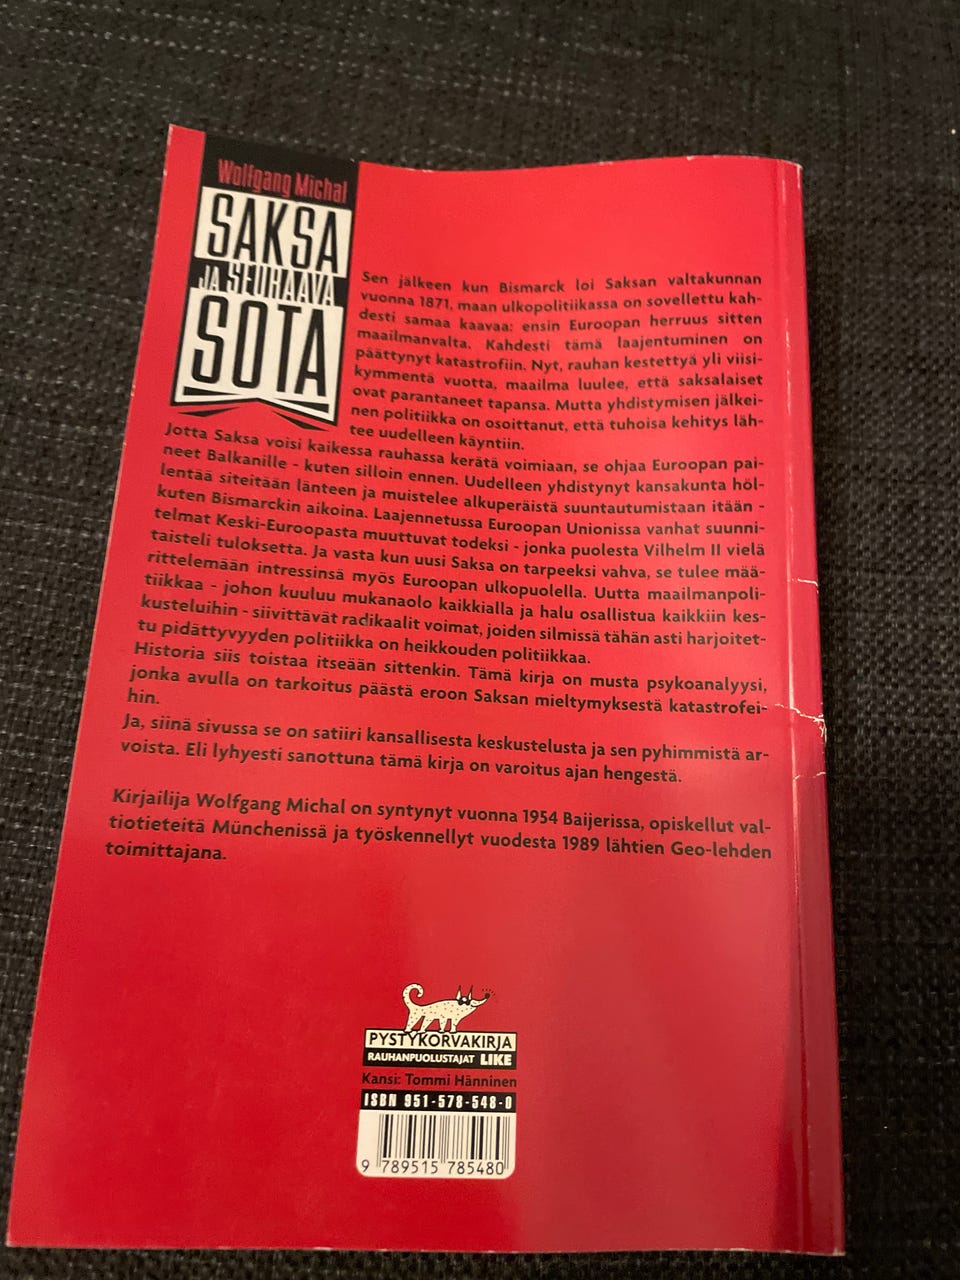 Wolfgang Michal
SAKSA
JA SEURAAVA
SOTA
Sen jälkeen kun Bismarck loi Saksan valtakunnan
vuonna 1871, maan ulkopolitiikassa on sovellettu kah-
desti samaa kaavaa: ensin Euroopan herruus sitten
maailmanvalta. Kahdesti tämä laajentuminen on
päättynyt katastrofiin. Nyt, rauhan kestettyä yli viisi-
kymmentä vuotta, maailma luulee, että saksalaiset
ovat parantaneet tapansa. Mutta yhdistymisen jälkei-
nen politiikka on osoittanut, että tuhoisa kehitys läh-
tee uudelleen käyntiin.
Jotta Saksa voisi kaikessa rauhassa kerätä voimiaan, se ohjaa Euroopan pai-
neet Balkanille - kuten silloin ennen. Uudelleen yhdistynyt kansakunta höl-
lentää siteitään länteen ja muistelee alkuperäistä suuntautumistaan itään -
kuten Bismarckin aikoina. Laajennetussa Euroopan Unionissa vanhat suunni-
telmat Keski-Euroopasta muuttuvat todeksi - jonka puolesta Vilhelm II vielä
taisteli tuloksetta. Ja vasta kun uusi Saksa on tarpeeksi vahva, se tulee mää-
rittelemään intressinsä myös Euroopan ulkopuolella. Uutta maailmanpoli-
tiikkaa - johon kuuluu mukanaolo kaikkialla ja halu osallistua kaikkiin kes-
kusteluihin - siivittävät radikaalit voimat, joiden silmissä tähän asti harjoitet-
tu pidättyvyyden politiikka on heikkouden politiikkaa.
Historia siis toistaa itseään sittenkin. Tämä kirja on musta psykoanalyysi,
jonka avulla on tarkoitus päästä eroon Saksan mieltymyksestä katastrofei-
hin.
Ja, siinä sivussa se on satiiri kansallisesta keskustelusta ja sen pyhimmistä ar-
voista. Eli lyhyesti sanottuna tämä kirja on varoitus ajan hengestä.
Kirjailija Wolfgang Michal on syntynyt vuonna 1954 Baijerissa, opiskellut val-
tiotieteitä Münchenissä ja työskennellyt vuodesta 1989 lähtien Geo-lehden
toimittajana.
PYSTYKORVAKIRJA
RAUHANPUOLUSTAJAT LIKE
Kansi: Tommi Hänninen
ISBN 951-578-548-0
9 789515 785480